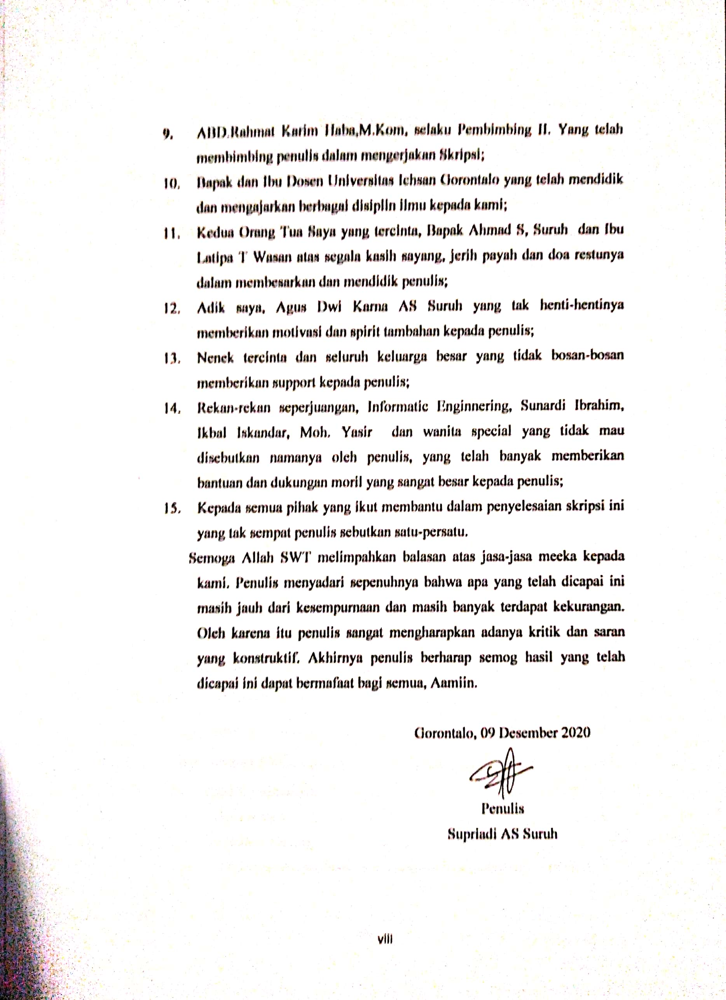 9. ABD.Rahmat Karim Haba,M.Kom, selaku Pembimbing II. Yang telah
membimbing penulis dalam mengerjakan Skripsi;
10. Bapak dan Ibu Dosen Universitas Ichsan Gorontalo yang telah mendidik
dan mengajarkan berbagai disiplin ilmu kepada kami;
11. Kedua Orang Tua Saya yang tercinta, Bapak Ahmad S, Suruh dan Ibu
Latipa T Wasan atas segala kasih sayang, jerih payah dan doa restunya
dalam membesarkan dan mendidik penulis;
12. Adik saya, Agus Dwi Karna AS Suruh yang tak henti-hentinya
memberikan motivasi dan spirit tambahan kepada penulis;
13. Nenek tercinta dan seluruh keluarga besar yang tidak bosan-bosan
memberikan support kepada penulis;
14. Rekan-rekan seperjuangan, Informatic Enginnering, Sunardi Ibrahim,
Ikbal Iskandar, Moh. Yasir dan wanita special yang tidak mau
disebutkan namanya oleh penulis, yang telah banyak memberikan
bantuan dan dukungan moril yang sangat besar kepada penulis;
15. Kepada semua pihak yang ikut membantu dalam penyelesaian skripsi ini
yang tak sempat penulis sebutkan satu-persatu.
Semoga Allah SWT melimpahkan balasan atas jasa-jasa meeka kepada
kami. Penulis menyadari sepenuhnya bahwa apa yang telah dicapai ini
masih jauh dari kesempurnaan dan masih banyak terdapat kekurangan.
Oleh karena itu penulis sangat mengharapkan adanya kritik dan saran
yang konstruktif. Akhirnya penulis berharap semog hasil yang telah
dicapai ini dapat bermafaat bagi semua, Aamiin.
Gorontalo, 09 Desember 2020
Penulis
Supriadi AS Suruh
viii